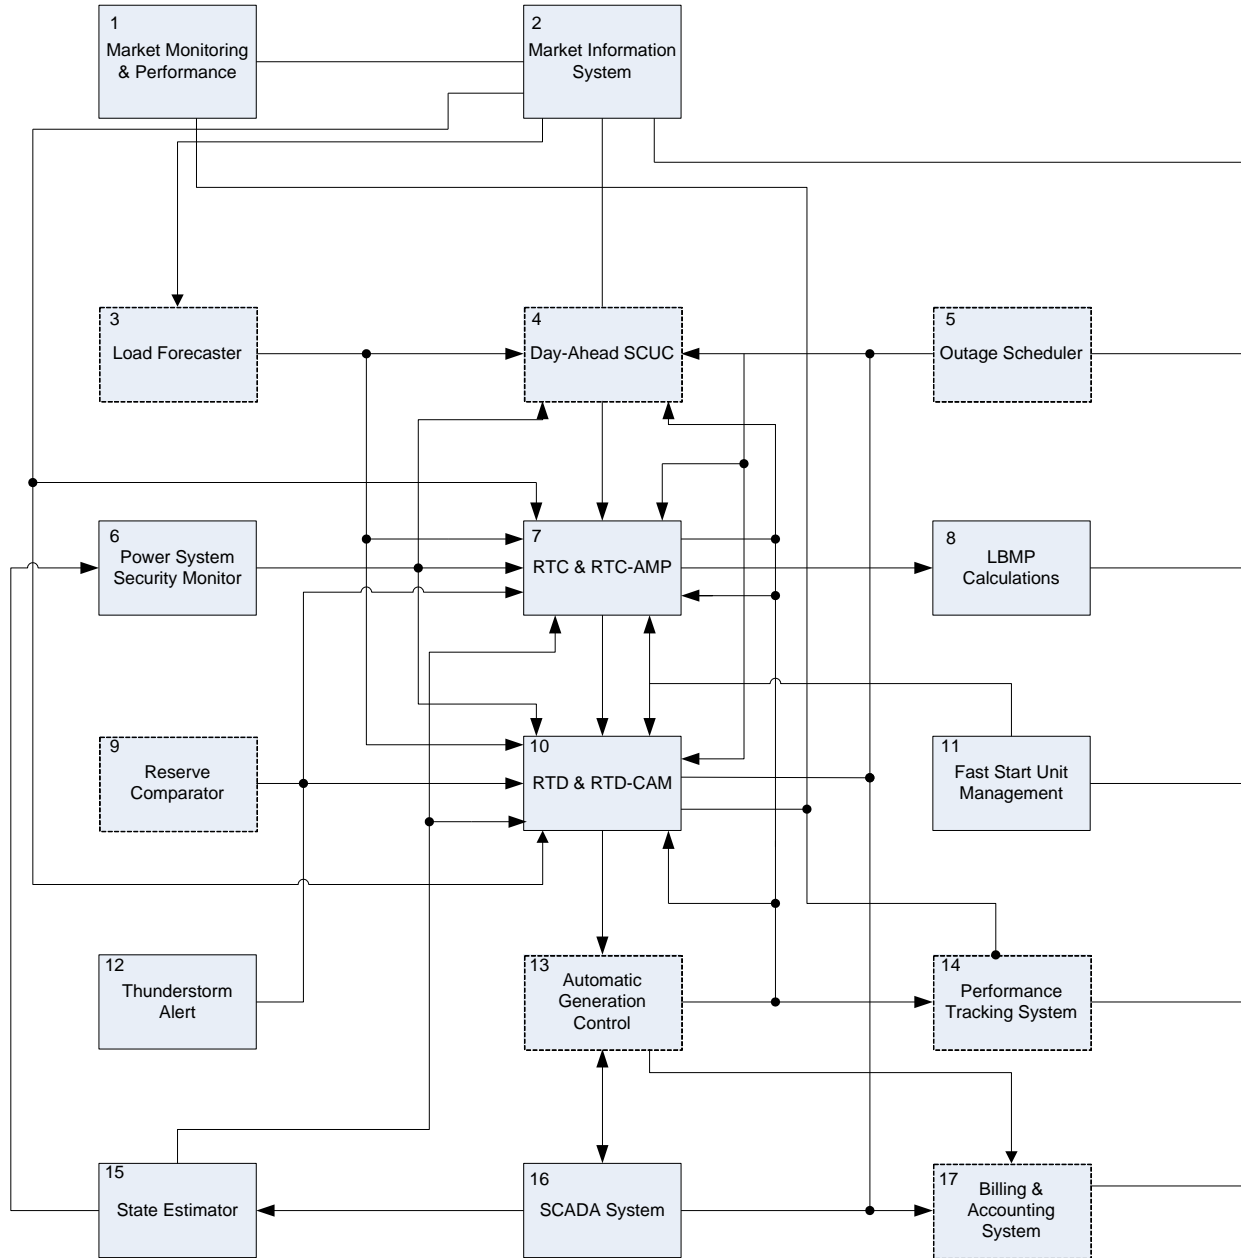 1
Market Monitoring
& Performance
2
Market Information
System
3
Load Forecaster
4
Day-Ahead SCUC
5
Outage Scheduler
6
Power System
Security Monitor
7
RTC & RTC-AMP
8
LBMP
Calculations
9
Reserve
Comparator
10
RTD & RTD-CAM
11
Fast Start Unit
Management
12
Thunderstorm
Alert
13
Automatic
Generation
Control
14
Performance
Tracking System
15
State Estimator
16
SCADA System
17
Billing &
Accounting
System